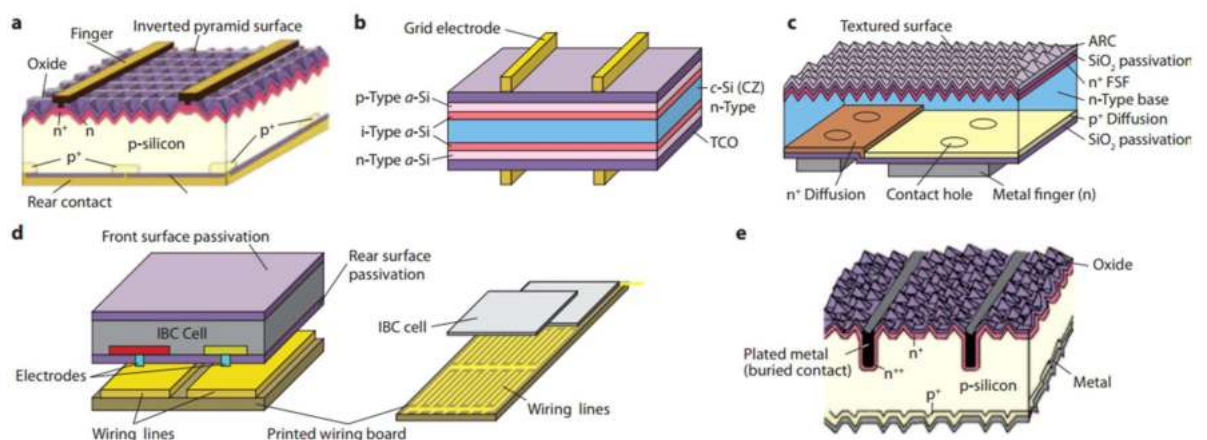 a
Inverted pyramid surface
Finger
Oxide
n⁺
n
p⁺
p-silicon
p⁺
Rear contact
b
Grid electrode
p-Type a-Si
i-Type a-Si
n-Type a-Si
c-Si (CZ)
n-Type
TCO
c
Textured surface
ARC
SiO₂ passivation
n⁺ FSF
n-Type base
p⁺ Diffusion
SiO₂ passivation
n⁺ Diffusion
Contact hole
Metal finger (n)
d
Front surface passivation
Rear surface
passivation
IBC Cell
Electrodes
Wiring lines
Printed wiring board
IBC cell
Wiring lines
e
Oxide
Plated metal
(buried contact)
n⁺
n⁺⁺
p-silicon
p⁺
Metal